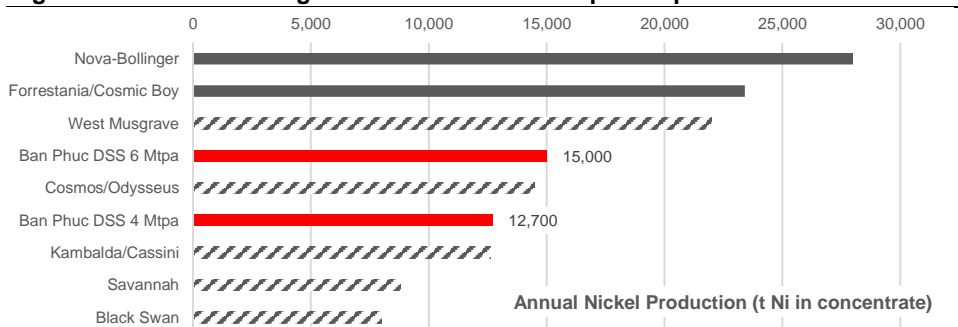 0 5,000 10,000 15,000 20,000 25,000 30,000
Nova-Bollinger
Forrestania/Cosmic Boy
West Musgrave
Ban Phuc DSS 6 Mtpa 15,000
Cosmos/Odysseus
Ban Phuc DSS 4 Mtpa 12,700
Kambalda/Cassini
Savannah
Annual Nickel Production (t Ni in concentrate)
Black Swan